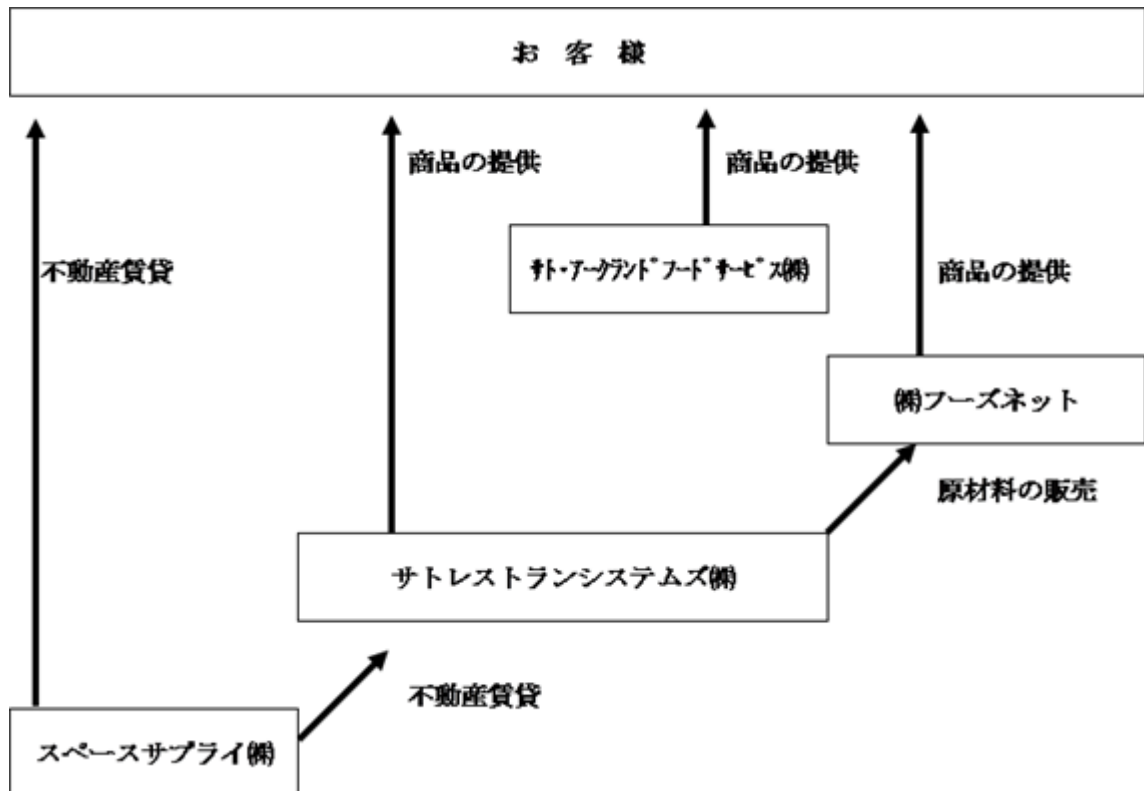 お 客 様
商品の提供
商品の提供
不動産賃貸
ｻﾄ・ｱｰｸﾗﾝﾄﾞﾌｰﾄﾞｻｰﾋﾞｽ㈱
商品の提供
㈱フーズネット
原材料の販売
サトレストランシステムズ㈱
不動産賃貸
スペースサプライ㈱